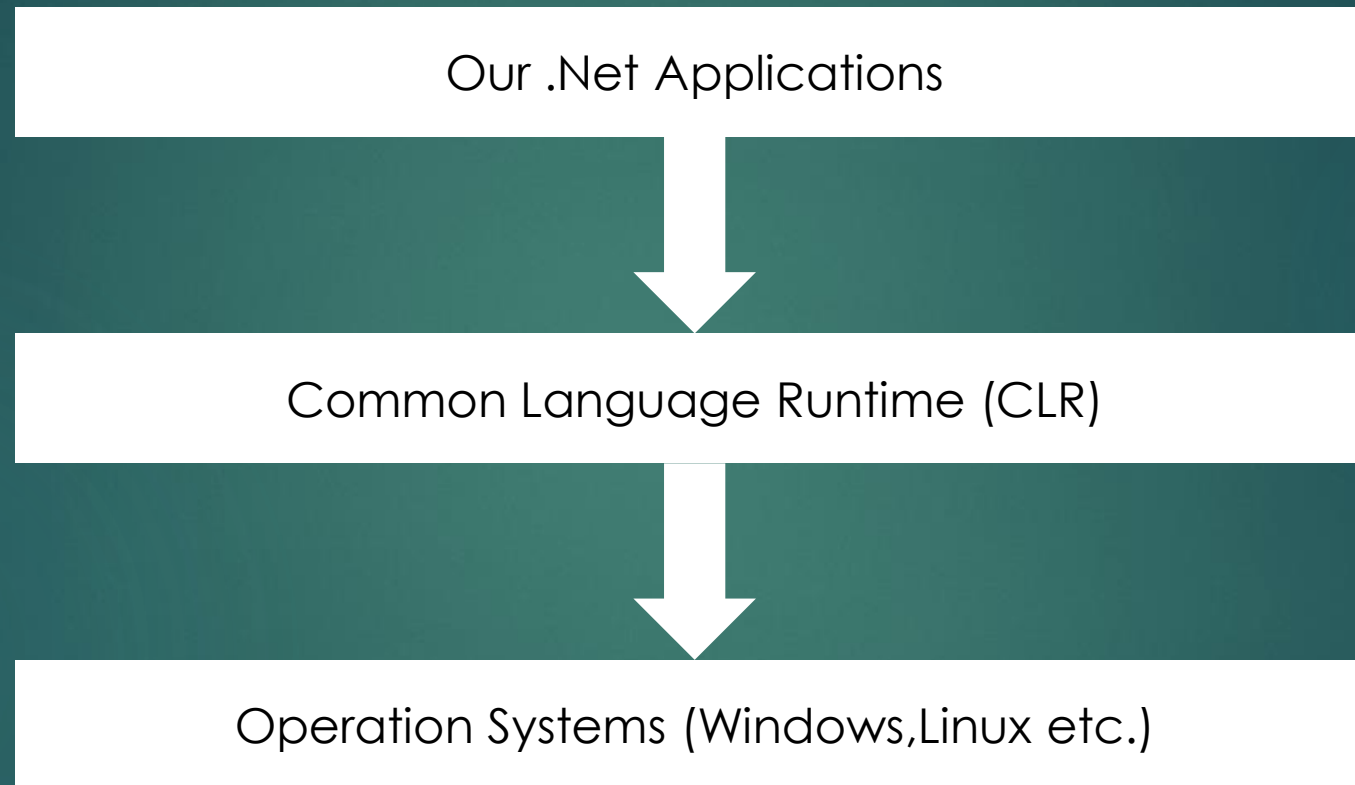 Our .Net Applications
Common Language Runtime (CLR)
Operation Systems (Windows,Linux etc.)